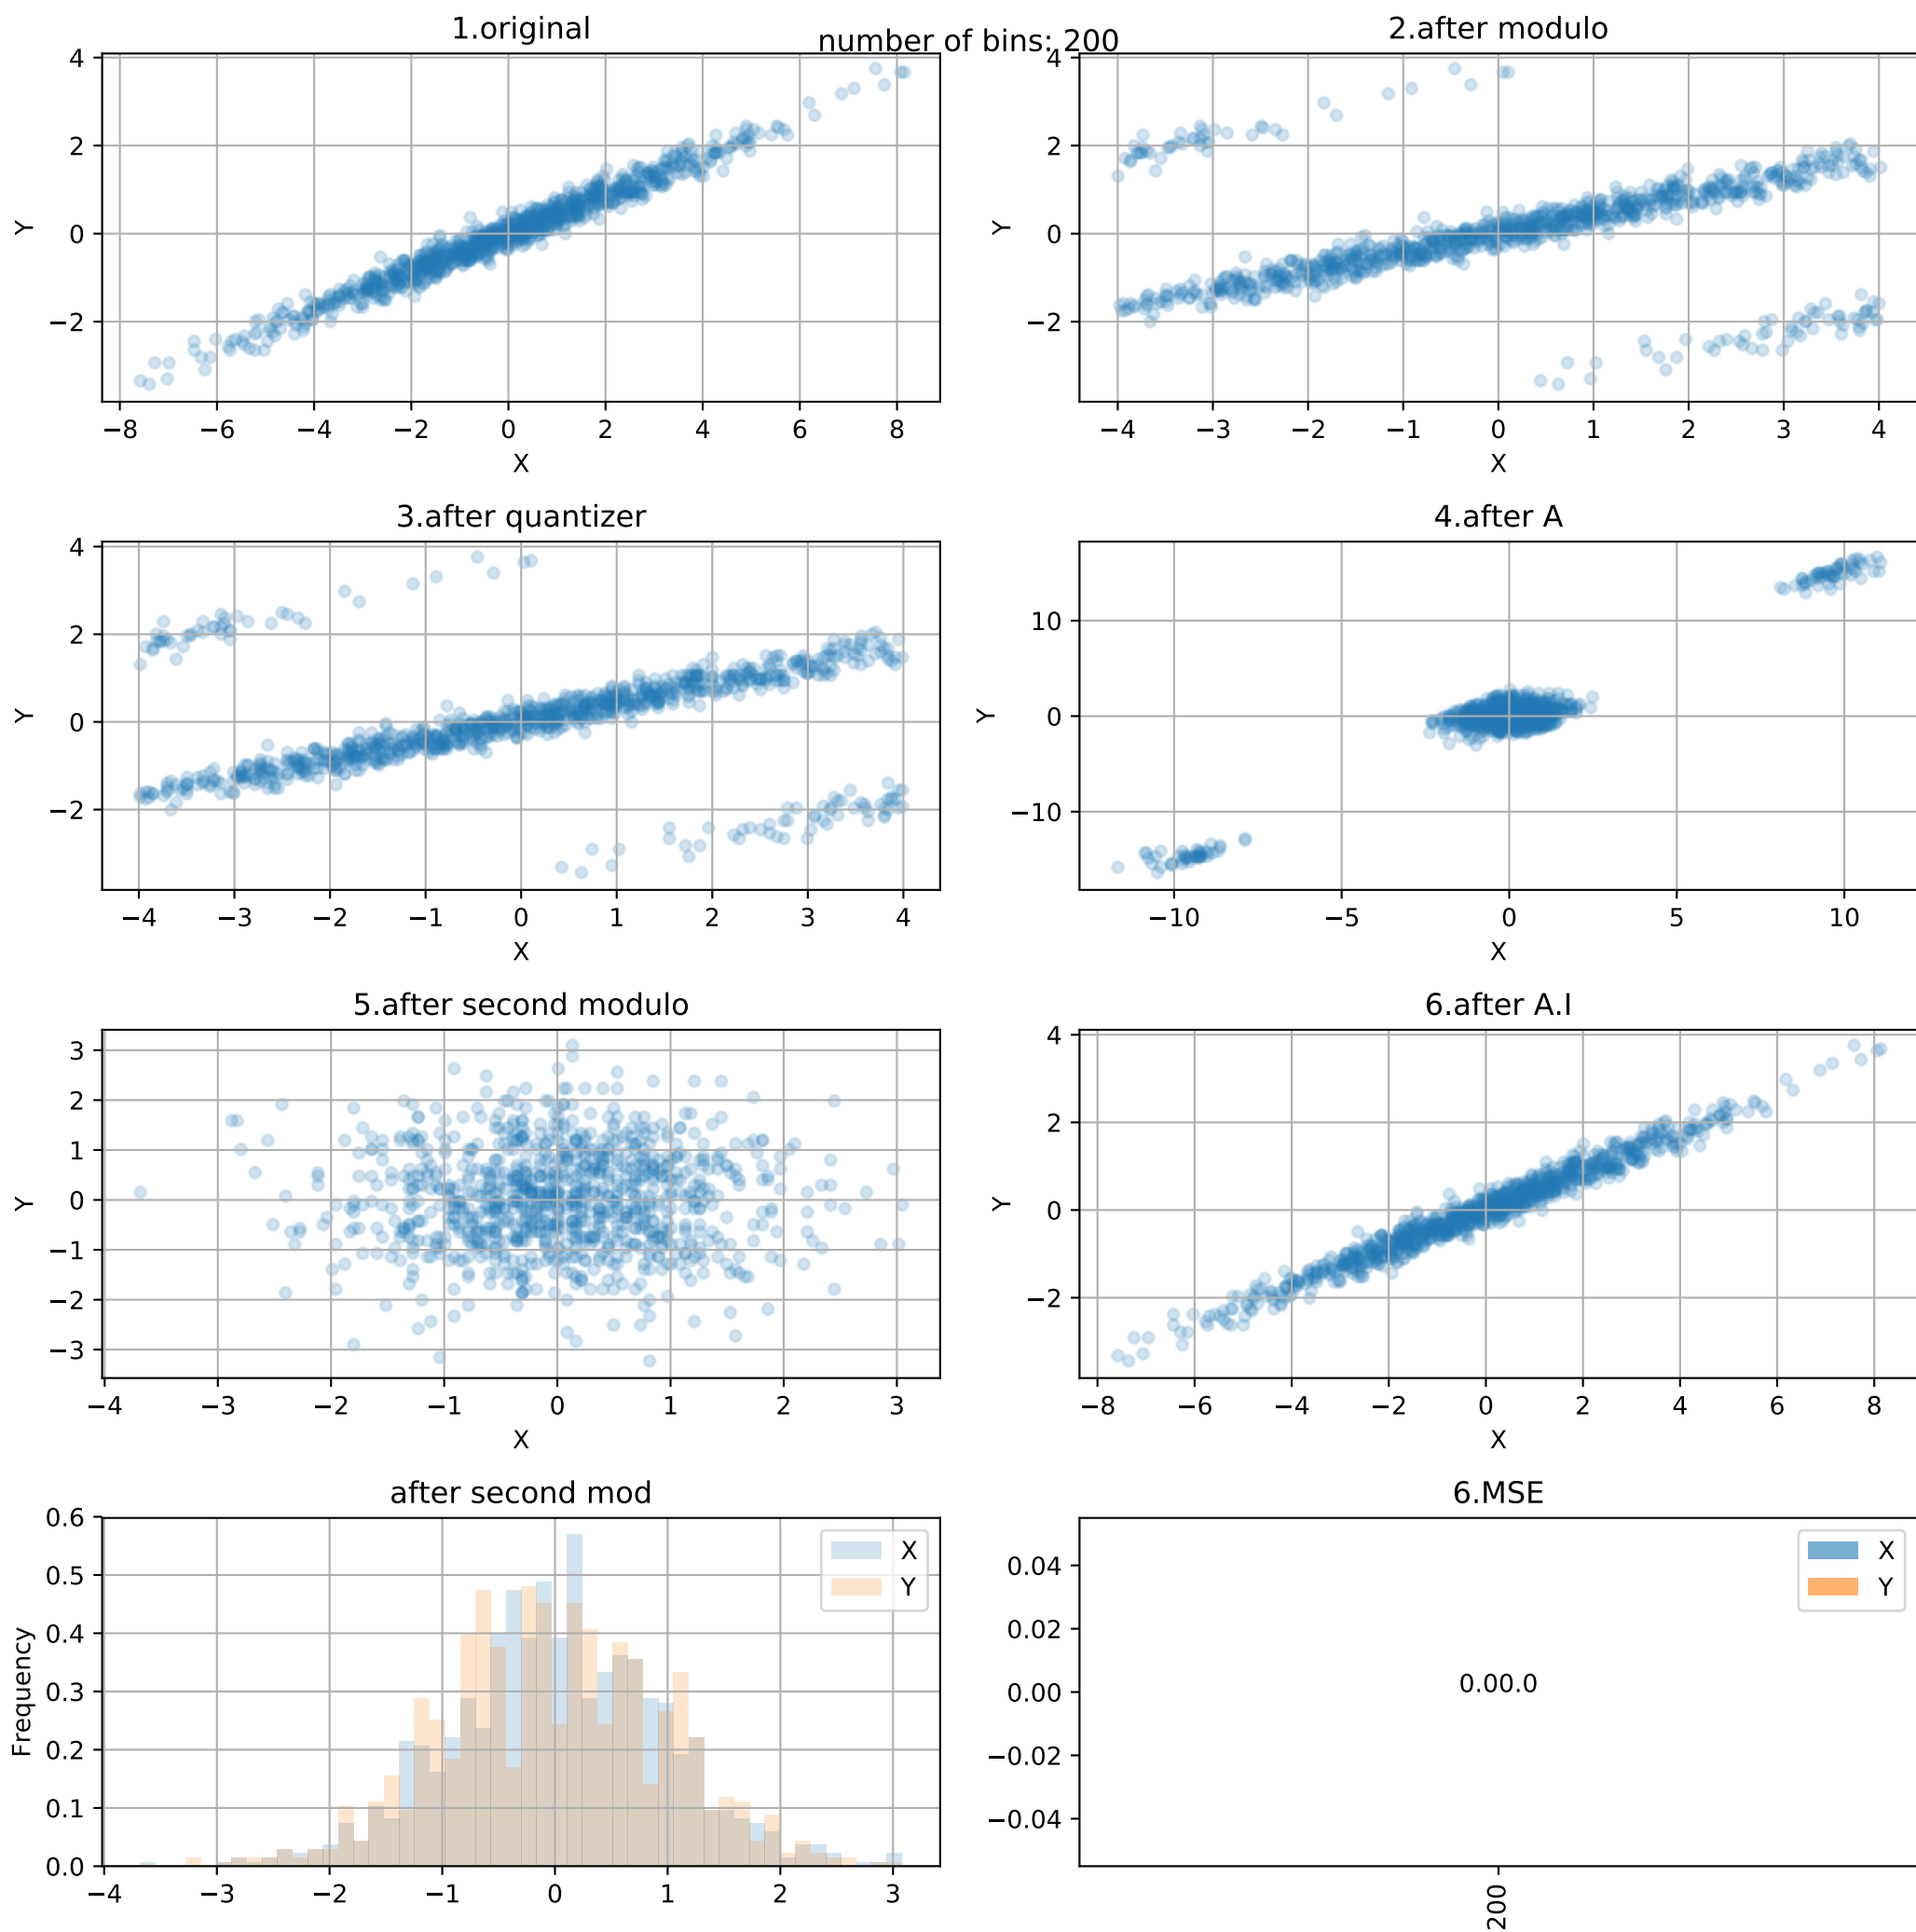 number of bins: 200
1.original
4
2
0
−2
Y
−8 −6 −4 −2 0 2 4 6 8
X
2.after modulo
4
2
0
−2
Y
−4 −3 −2 −1 0 1 2 3 4
X
3.after quantizer
4
2
0
−2
Y
−4 −3 −2 −1 0 1 2 3 4
X
4.after A
10
0
−10
Y
−10 −5 0 5 10
X
5.after second modulo
3
2
1
0
−1
−2
−3
Y
−4 −3 −2 −1 0 1 2 3
X
6.after A.I
4
2
0
−2
Y
−8 −6 −4 −2 0 2 4 6 8
X
after second mod
0.6
0.5
0.4
0.3
0.2
0.1
0.0
Frequency
X
Y
−4 −3 −2 −1 0 1 2 3
6.MSE
0.04
0.02
0.00
−0.02
−0.04
X
Y
0.00.0
200